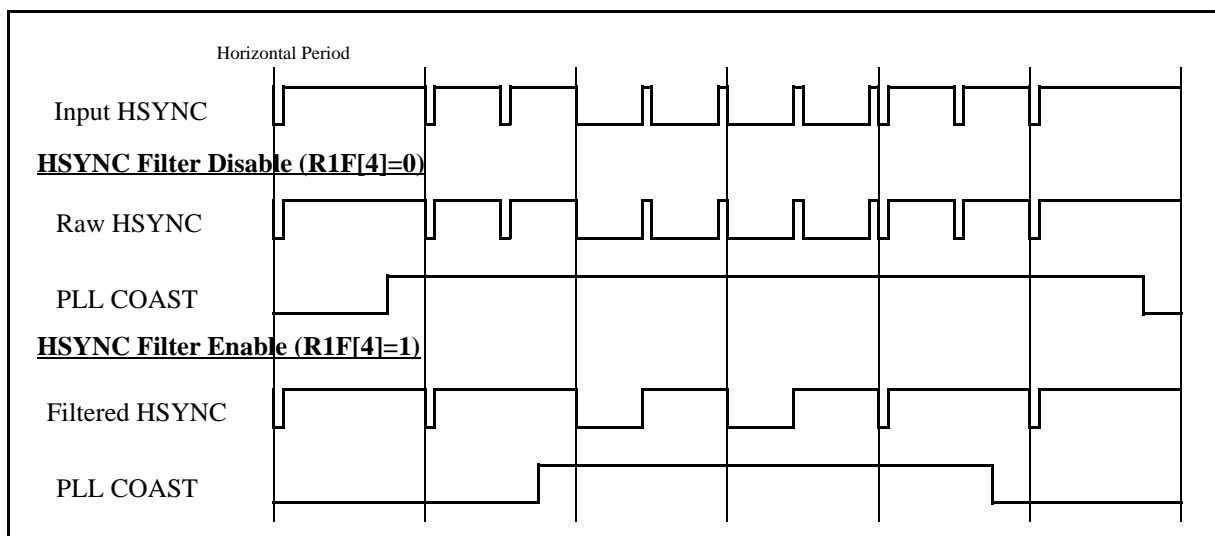 Horizontal Period
Input HSYNC
HSYNC Filter Disable (R1F[4]=0)
Raw HSYNC
PLL COAST
HSYNC Filter Enable (R1F[4]=1)
Filtered HSYNC
PLL COAST